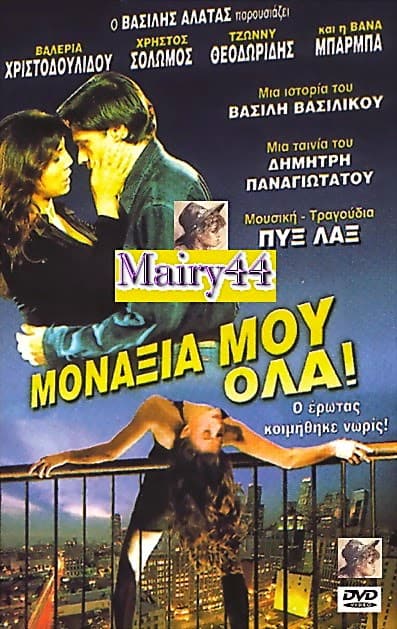 Ο ΒΑΣΙΛΗΣ ΑΛΑΤΑΣ παρουσιάζει
ΒΑΛΕΡΙΑ
ΧΡΙΣΤΟΔΟΥΛΙΔΟΥ
ΧΡΗΣΤΟΣ
ΣΟΛΩΜΟΣ
ΤΖΩΝΝΥ
ΘΕΟΔΩΡΙΔΗΣ
και η ΒΑΝΑ
ΜΠΑΡΜΠΑ
Μια ιστορία του
ΒΑΣΙΛΗ ΒΑΣΙΛΙΚΟΥ
Μια ταινία του
ΔΗΜΗΤΡΗ
ΠΑΝΑΓΙΩΤΑΤΟΥ
Μουσική - Τραγούδια
ΠΥΞ ΛΑΞ
Mairy44
ΜΟΝΑΞΙΑ ΜΟΥ
ΟΛΑ!
Ο έρωτας
κοιμήθηκε νωρίς!
DVD
VIDEO